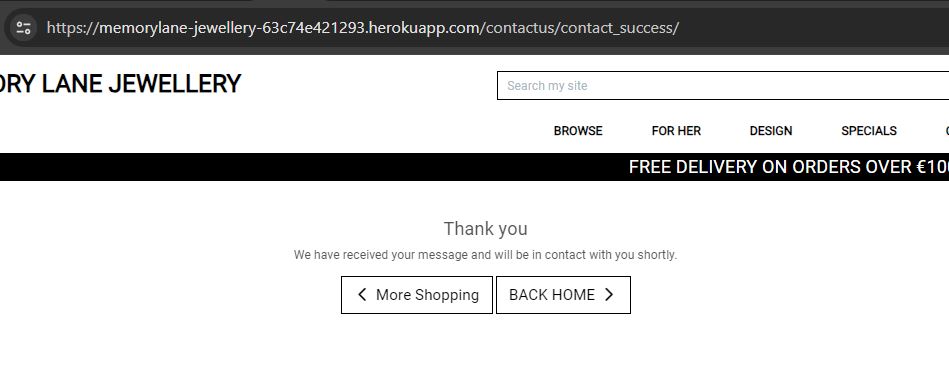 https://memorylane-jewellery-63c74e421293.herokuapp.com/contactus/contact_success/
ORY LANE JEWELLERY
Search my site
BROWSE FOR HER DESIGN SPECIALS
FREE DELIVERY ON ORDERS OVER €100
Thank you
We have received your message and will be in contact with you shortly.
More Shopping BACK HOME